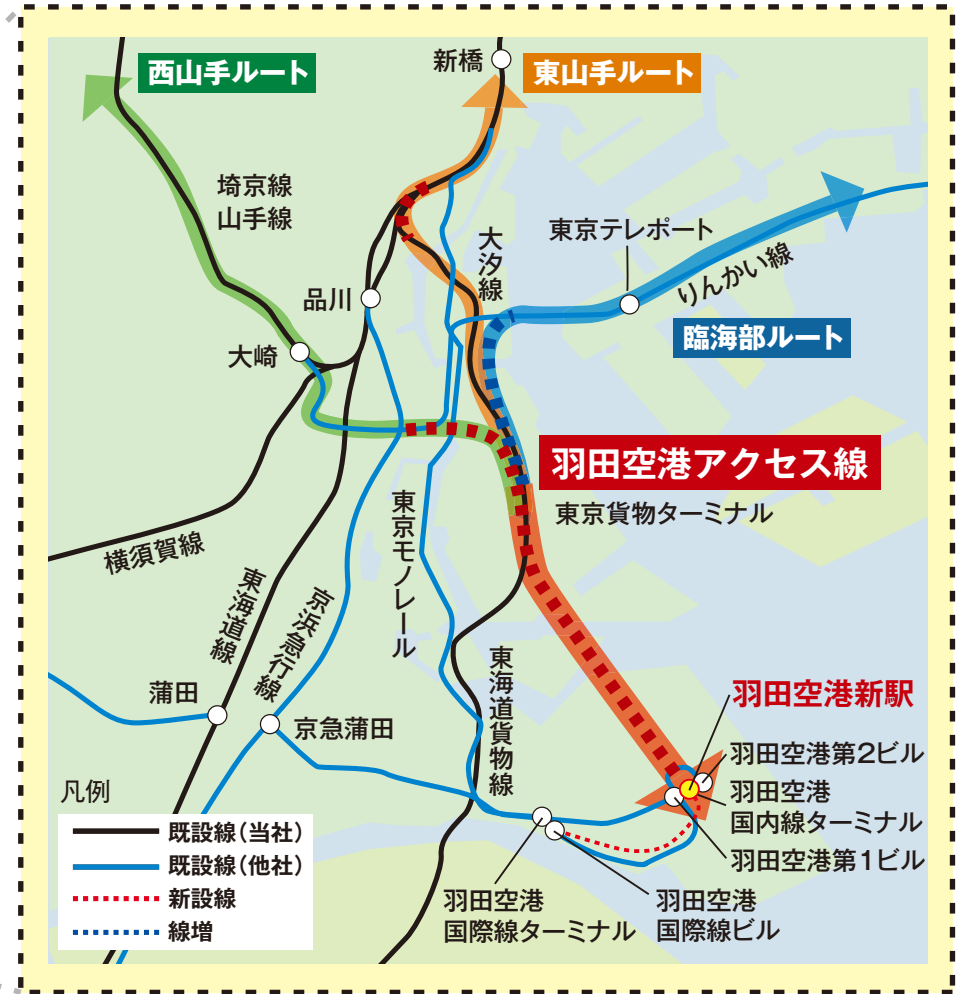 新橋
西山手ルート
東山手ルート
埼京線
山手線
東京テレポート
大汐線
りんかい線
品川
臨海部ルート
大崎
羽田空港アクセス線
東京貨物ターミナル
横須賀線
東京モノレール
東海道線
京浜急行線
東海道貨物線
羽田空港新駅
蒲田
京急蒲田
羽田空港第2ビル
羽田空港
国内線ターミナル
羽田空港第1ビル
凡例
既設線(当社)
既設線(他社)
新設線
線増
羽田空港
国際線ターミナル
羽田空港
国際線ビル